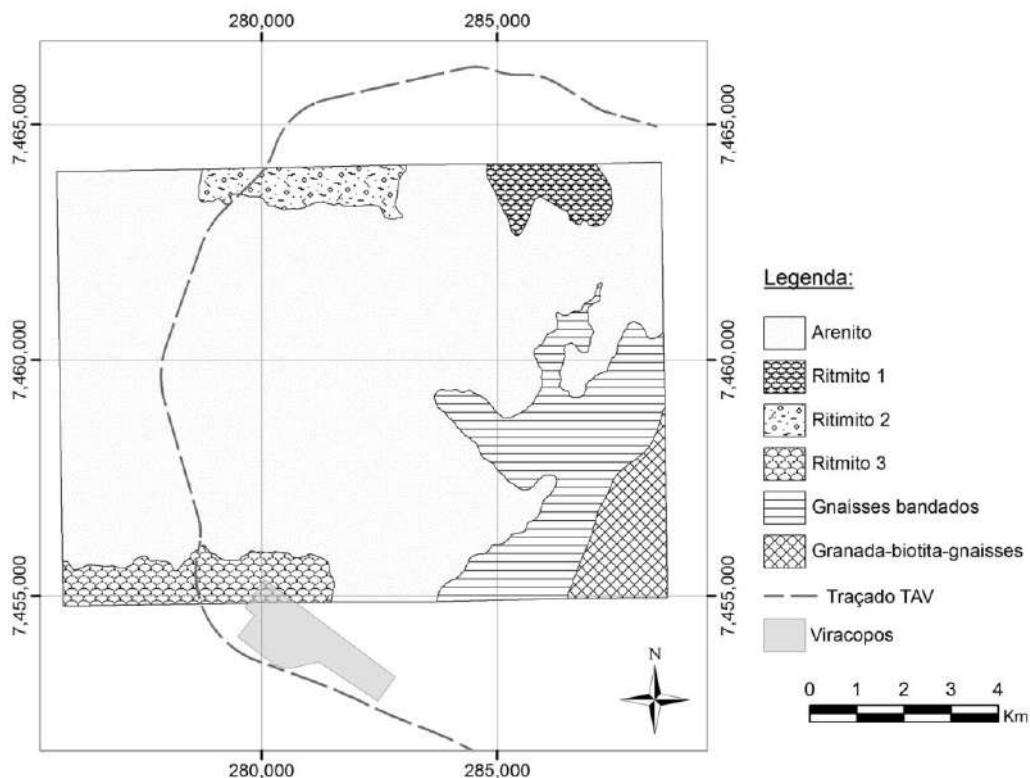 280,000
285,000
7,465,000
7,465,000
7,460,000
7,460,000
7,455,000
7,455,000
280,000
285,000
N
Legenda:
Arenito
Ritmito 1
Ritimito 2
Ritmito 3
Gnaisses bandados
Granada-biotita-gnaisses
Traçado TAV
Viracopos
0 1 2 3 4
Km